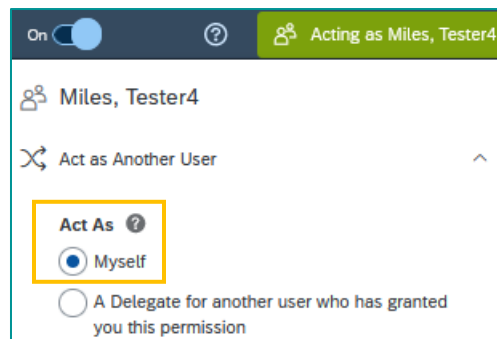 On
Acting as Miles, Tester4
Miles, Tester4
Act as Another User
Act As ?
Myself
A Delegate for another user who has granted
you this permission